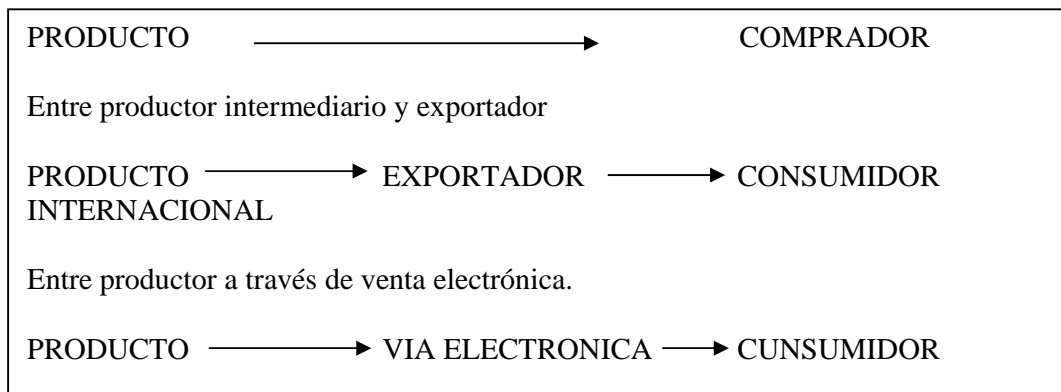 PRODUCTO COMPRADOR
Entre productor intermediario y exportador
PRODUCTO EXPORTADOR CONSUMIDOR
INTERNACIONAL
Entre productor a través de venta electrónica.
PRODUCTO VIA ELECTRONICA CUNSUMIDOR